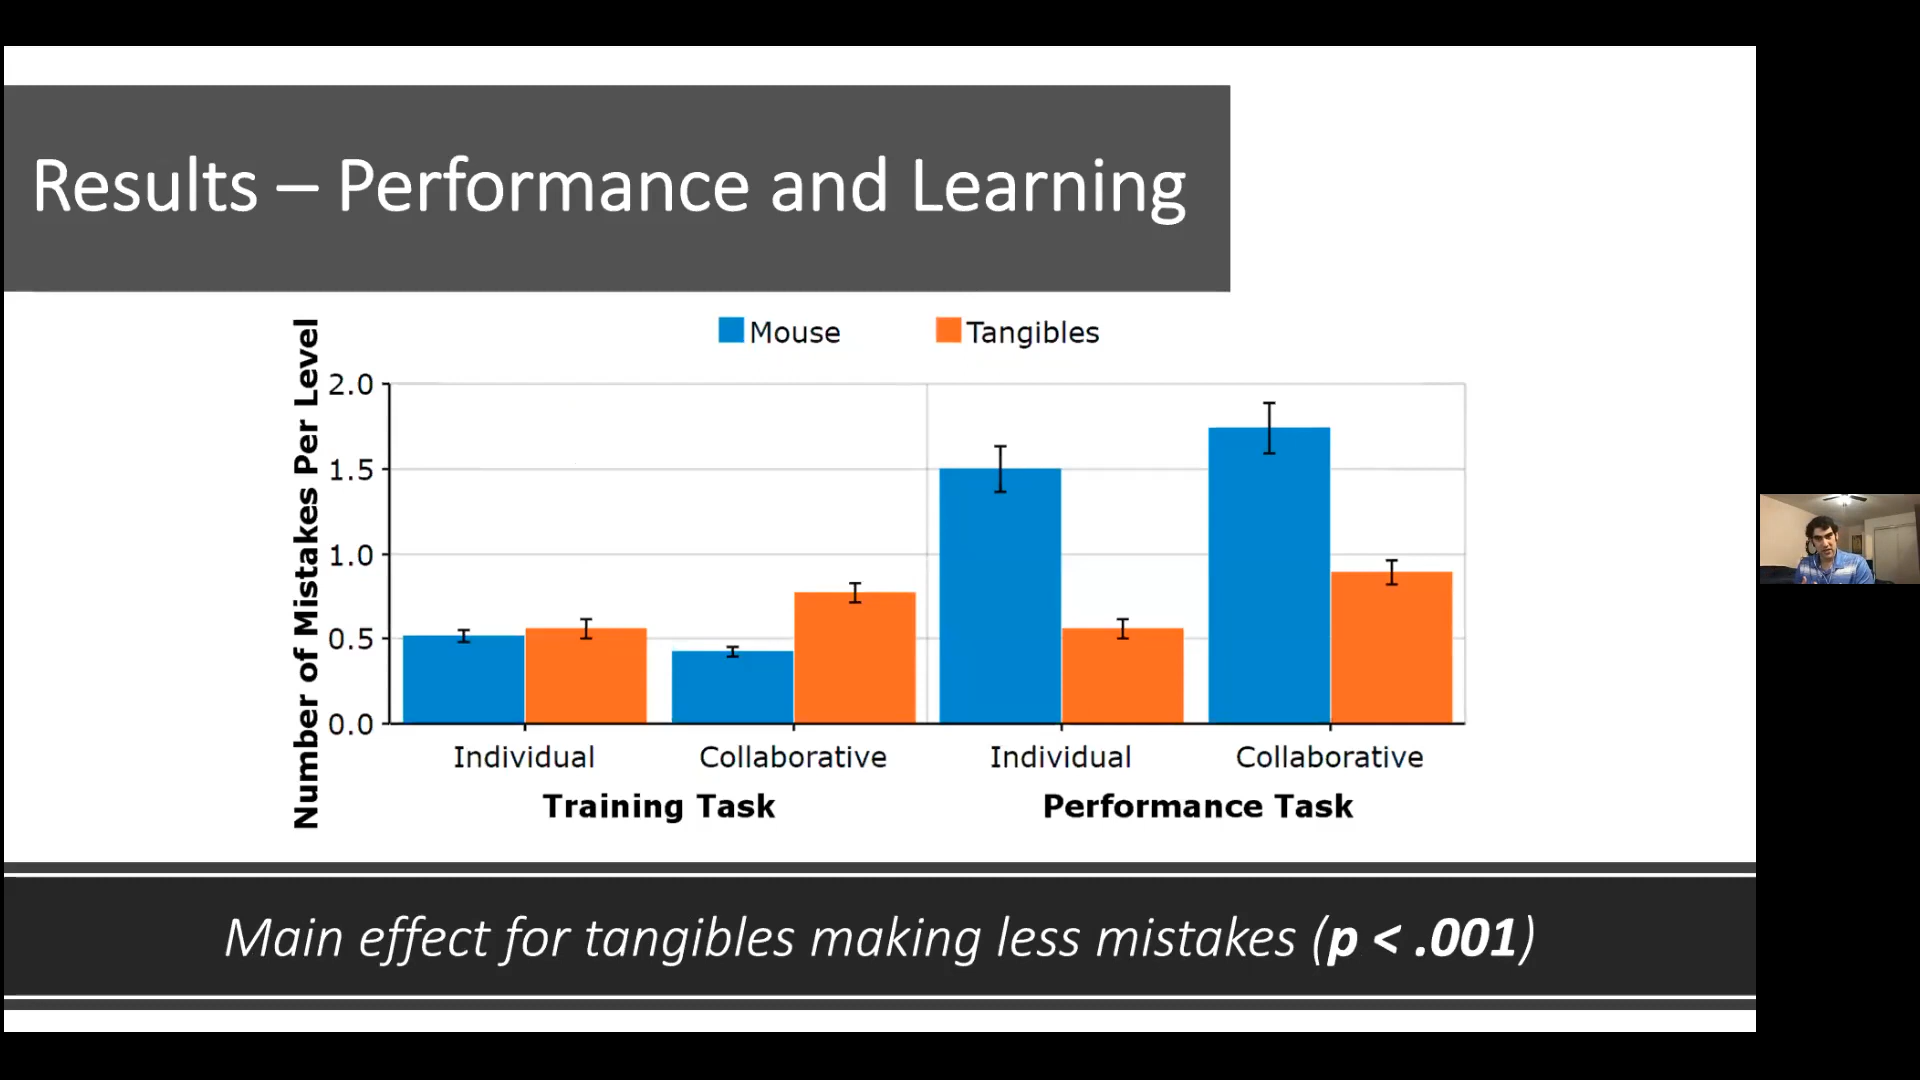 Results – Performance and Learning
Mouse
Tangibles
Number of Mistakes Per Level
2.0
1.5
1.0
0.5
0.0
Individual
Collaborative
Individual
Collaborative
Training Task
Performance Task
Main effect for tangibles making less mistakes (p < .001)